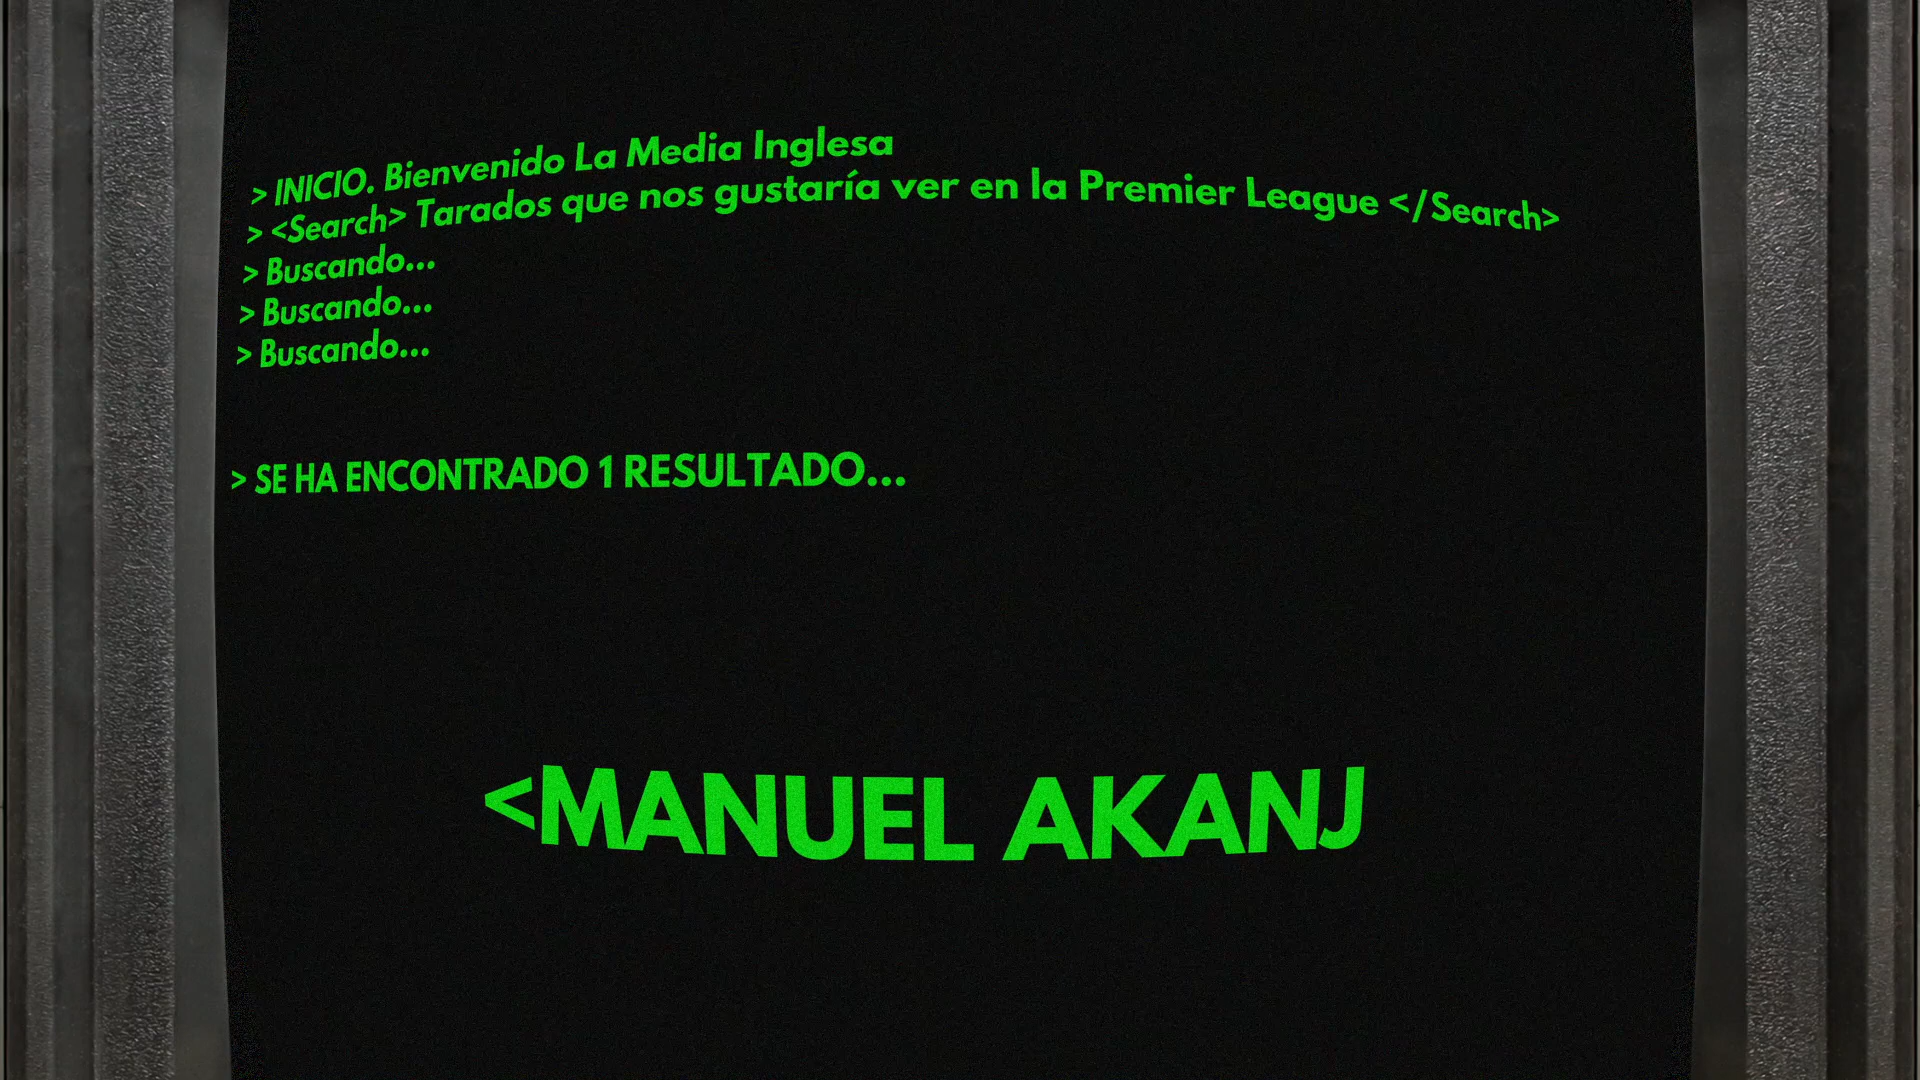 > INICIO. Bienvenido La Media Inglesa
> <Search> Tarados que nos gustaría ver en la Premier League </Search>
> Buscando...
> Buscando...
> Buscando...
> SE HA ENCONTRADO 1 RESULTADO...
<MANUEL AKANJ